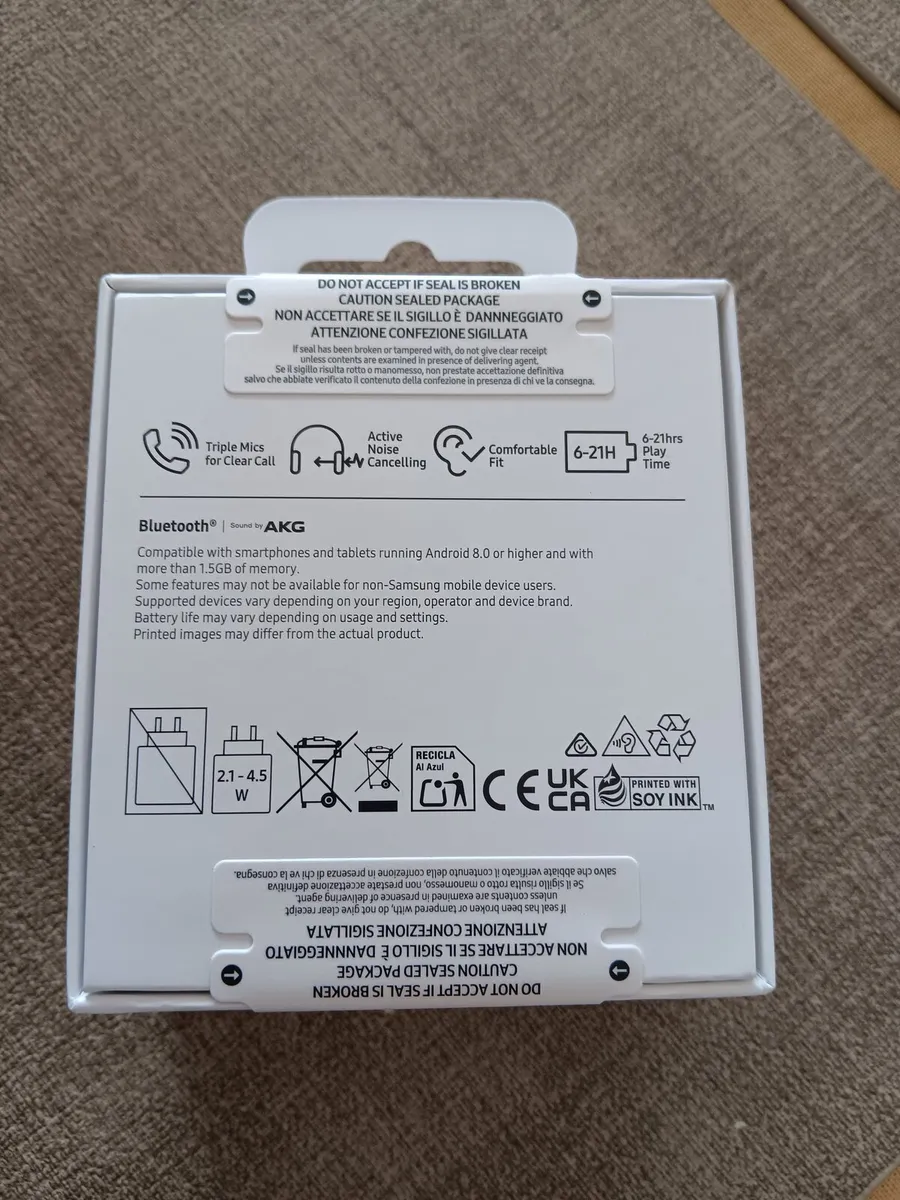 DO NOT ACCEPT IF SEAL IS BROKEN
CAUTION SEALED PACKAGE
NON ACCETTARE SE IL SIGILLO È DANNNEGGIATO
ATTENZIONE CONFEZIONE SIGILLATA
If seal has been broken or tampered with, do not give clear receipt
unless contents are examined in presence of delivering agent.
Se il sigillo risulta rotto o manomesso, non prestate accettazione definitiva
salvo che abbiate verificato il contenuto della confezione in presenza di chi ve la consegna.
Triple Mics
for Clear Call
Active
Noise
Cancelling
Comfortable
Fit
6-21H
6-21hrs
Play
Time
Bluetooth® | Sound by AKG
Compatible with smartphones and tablets running Android 8.0 or higher and with
more than 1.5GB of memory.
Some features may not be available for non-Samsung mobile device users.
Supported devices vary depending on your region, operator and device brand.
Battery life may vary depending on usage and settings.
Printed images may differ from the actual product.
2.1 - 4.5
W
RECICLA
Al Azul
CE
UK
CA
PRINTED WITH
SOY INK™
salvo che abbiate verificato il contenuto della confezione in presenza di chi ve la consegna.
Se il sigillo risulta rotto o manomesso, non prestate accettazione definitiva
unless contents are examined in presence of delivering agent.
If seal has been broken or tampered with, do not give clear receipt
ATTENZIONE CONFEZIONE SIGILLATA
NON ACCETTARE SE IL SIGILLO È DANNNEGGIATO
CAUTION SEALED PACKAGE
DO NOT ACCEPT IF SEAL IS BROKEN